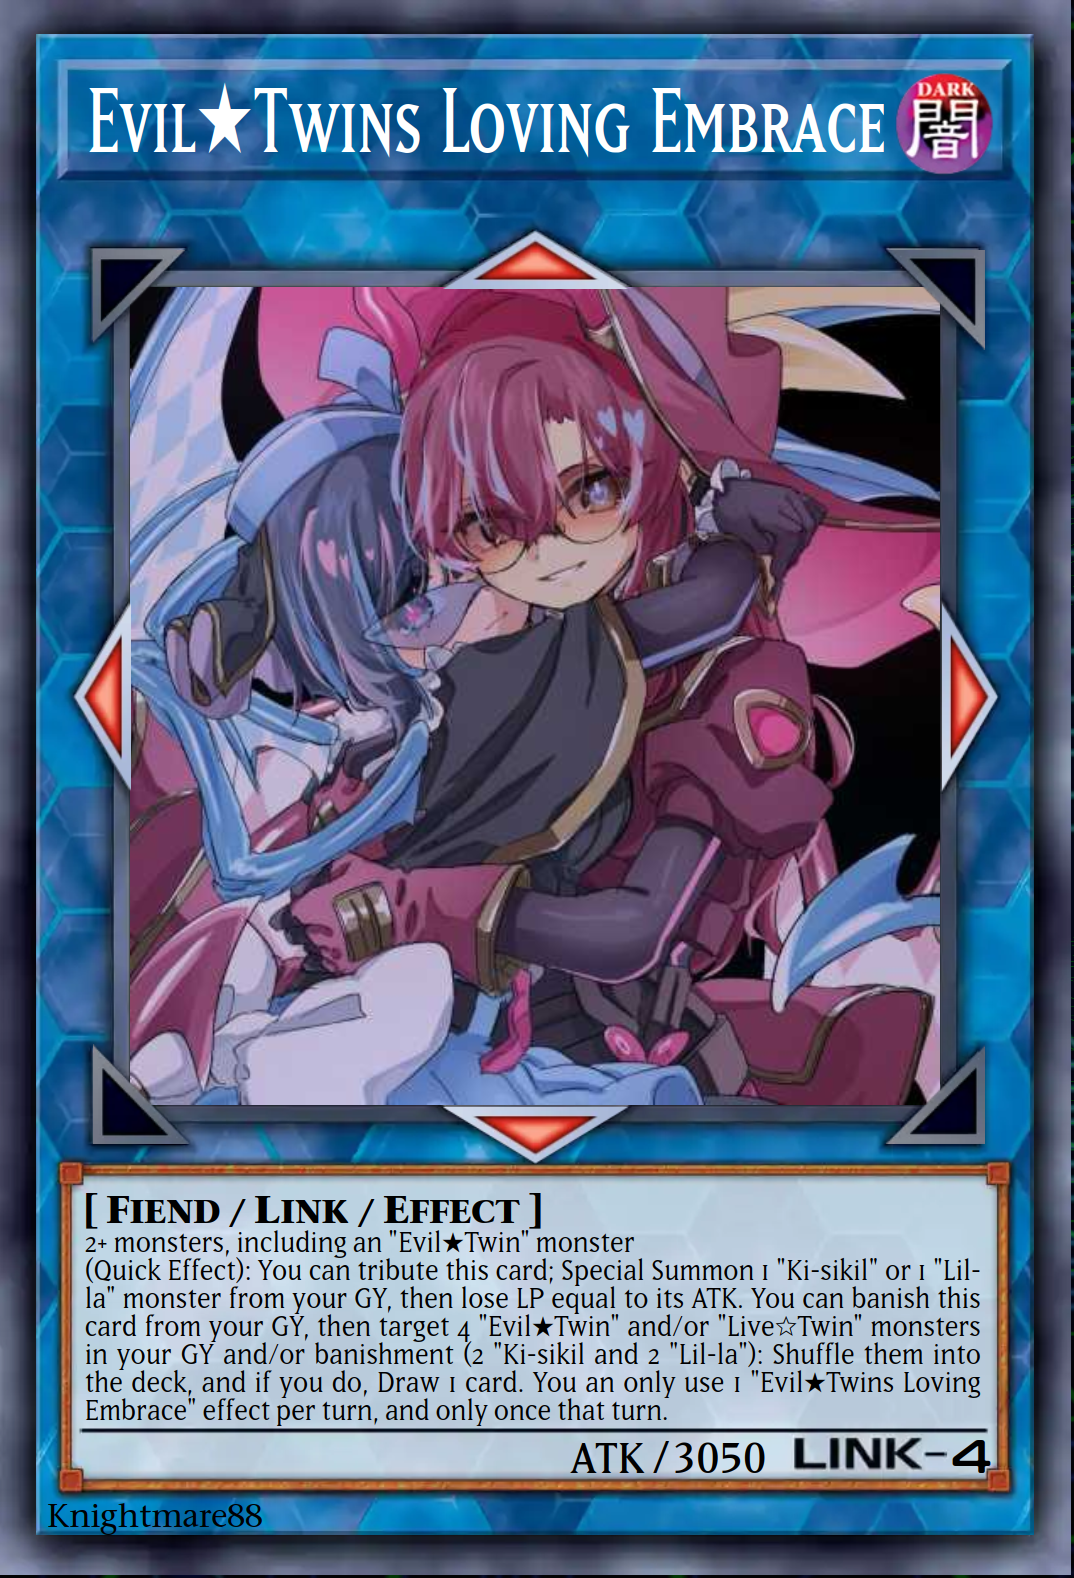 EVIL★TWINS LOVING EMBRACE
DARK
闇
[ FIEND / LINK / EFFECT ]
2+ monsters, including an "Evil★Twin" monster
(Quick Effect): You can tribute this card; Special Summon 1 "Ki-sikil" or 1 "Lil-
la" monster from your GY, then lose LP equal to its ATK. You can banish this
card from your GY, then target 4 "Evil★Twin" and/or "Live☆Twin" monsters
in your GY and/or banishment (2 "Ki-sikil and 2 "Lil-la"): Shuffle them into
the deck, and if you do, Draw 1 card. You an only use 1 "Evil★Twins Loving
Embrace" effect per turn, and only once that turn.
ATK/3050 LINK-4
Knightmare88